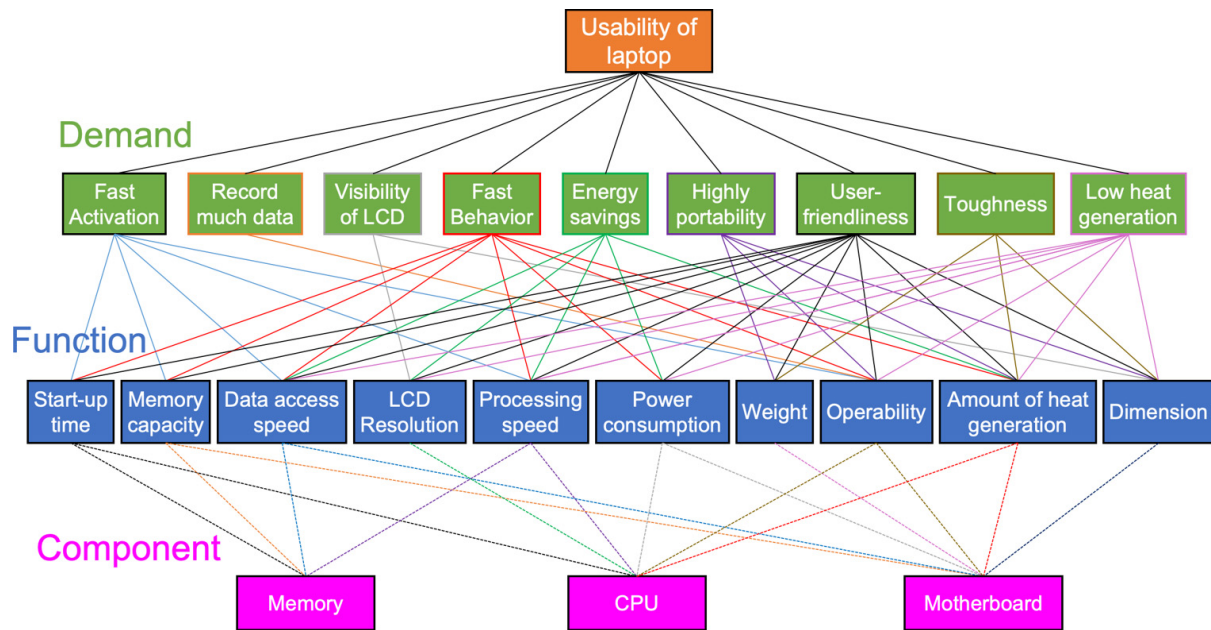 Usability of
laptop
Demand
Fast
Activation
Record
much data
Visibility
of LCD
Fast
Behavior
Energy
savings
Highly
portability
User-
friendliness
Toughness
Low heat
generation
Function
Start-up
time
Memory
capacity
Data access
speed
LCD
Resolution
Processing
speed
Power
consumption
Weight
Operability
Amount of heat
generation
Dimension
Component
Memory
CPU
Motherboard